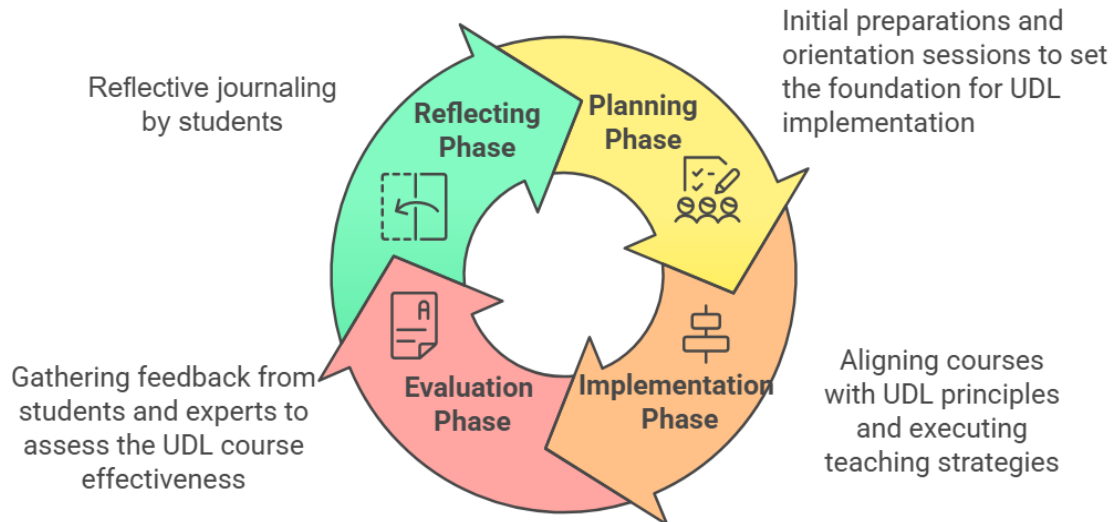 Initial preparations and
orientation sessions to set
the foundation for UDL
implementation
Reflective journaling
by students
Reflecting
Phase
Planning
Phase
A
Evaluation
Phase
Implementation
Phase
Gathering feedback from
students and experts to
assess the UDL course
effectiveness
Aligning courses
with UDL principles
and executing
teaching strategies